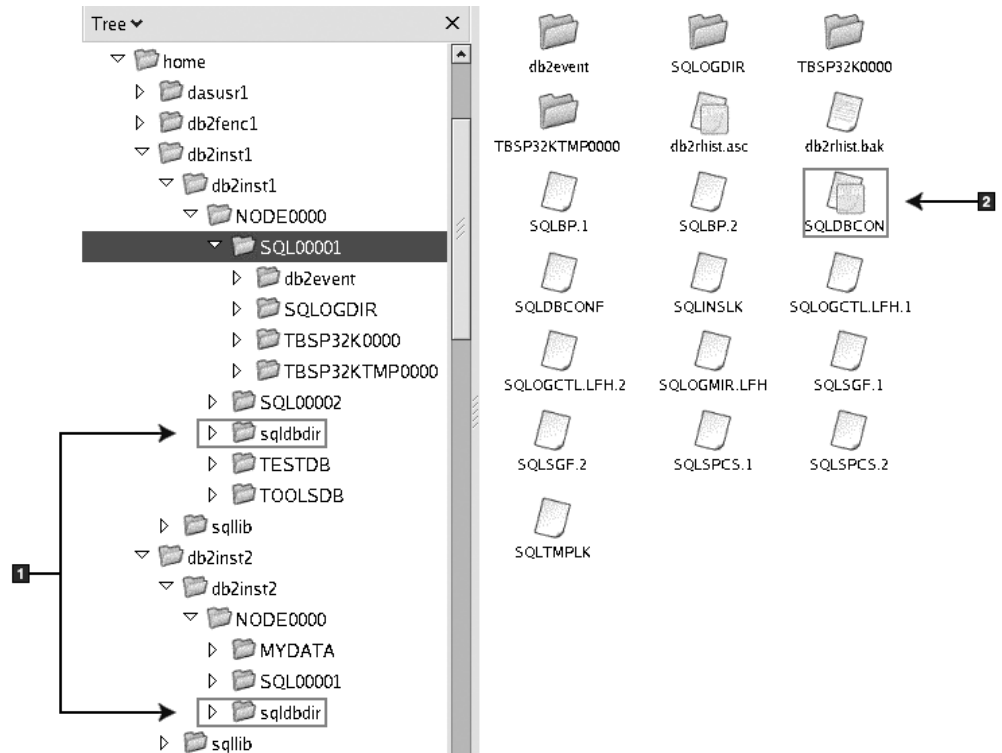 Tree
home
dasusr1
db2fenc1
db2inst1
db2inst1
NODE0000
SQL00001
db2event
SQLOGDIR
TBSP32K0000
TBSP32KTMP0000
SQL00002
sqldbdir
TESTDB
TOOLSDB
sqllib
db2inst2
db2inst2
NODE0000
MYDATA
SQL00001
sqldbdir
sqllib
1
db2event SQLOGDIR TBSP32K0000
TBSP32KTMP0000 db2rhist.asc db2rhist.bak
SQLBP.1 SQLBP.2 SQLDBCON
2
SQLDBCONF SQLINSLK SQLOGCTL.LFH.1
SQLOGCTL.LFH.2 SQLOGMIR.LFH SQLSGF.1
SQLSGF.2 SQLSPCS.1 SQLSPCS.2
SQLTMPLK